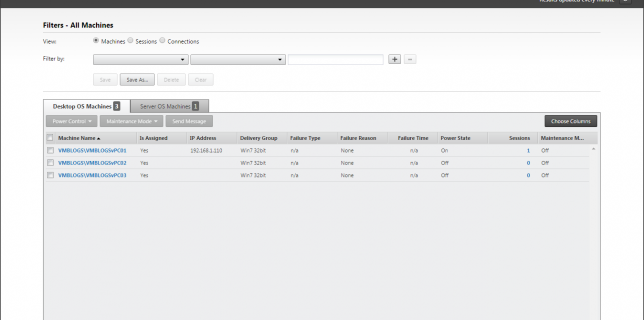 Results updated every minute
Filters - All Machines
View: Machines Sessions Connections
Filter by:
+ −
Save Save As... Delete Clear
Desktop OS Machines 3 Server OS Machines 1
Power Control Maintenance Mode Send Message Choose Columns
Machine Name Is Assigned IP Address Delivery Group Failure Type Failure Reason Failure Time Power State Sessions Maintenance M...
VMBLOGS\VMBLOGSvPC01 Yes 192.168.1.110 Win7 32bit n/a None n/a On 1 Off
VMBLOGS\VMBLOGSvPC02 Yes Win7 32bit n/a None n/a Off 0 Off
VMBLOGS\VMBLOGSvPC03 Yes Win7 32bit n/a None n/a Off 0 Off